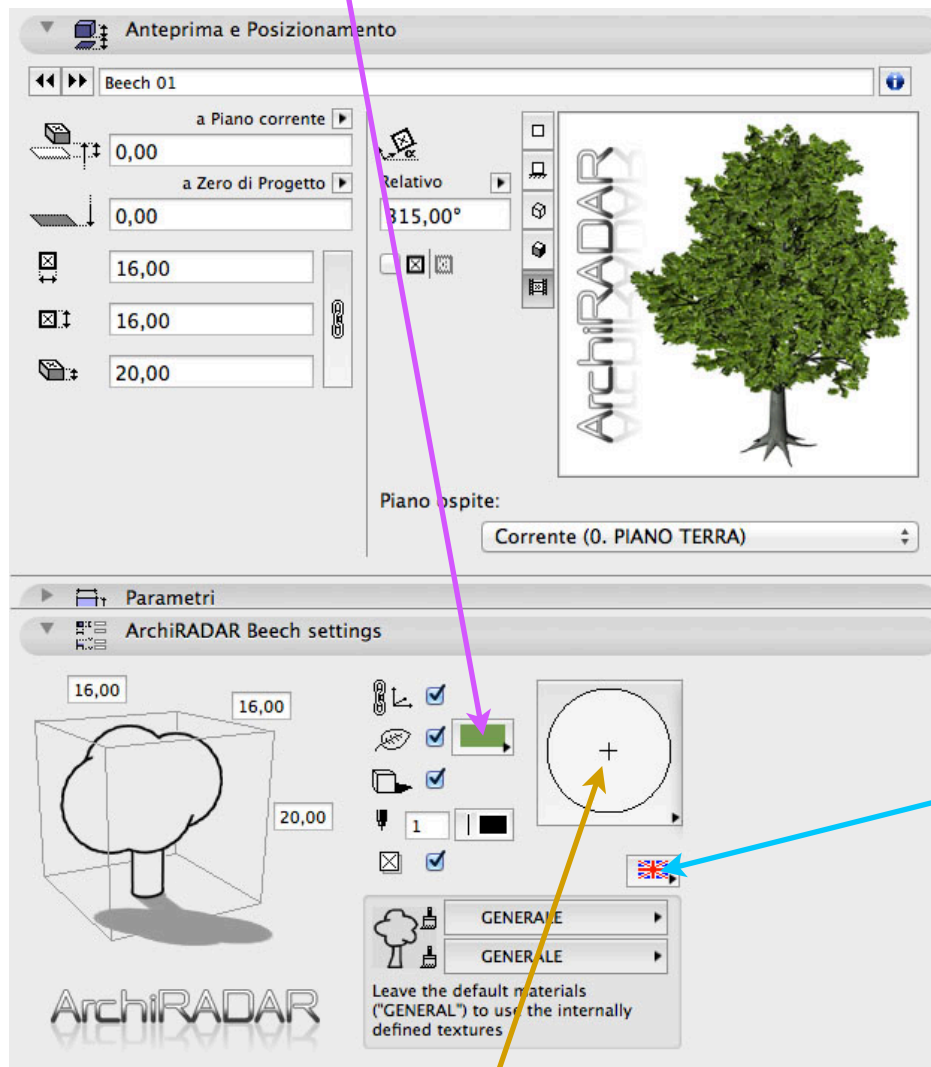 Anteprima e Posizionamento
Beech 01
a Piano corrente
0,00
a Zero di Progetto
0,00
16,00
16,00
20,00
Relativo
315,00°
α
ArchiRADAR
Piano ospite:
Corrente (0. PIANO TERRA)
Parametri
ArchiRADAR Beech settings
16,00
16,00
20,00
1
GENERALE
GENERALE
Leave the default materials
("GENERAL") to use the internally
defined textures
ArchiRADAR